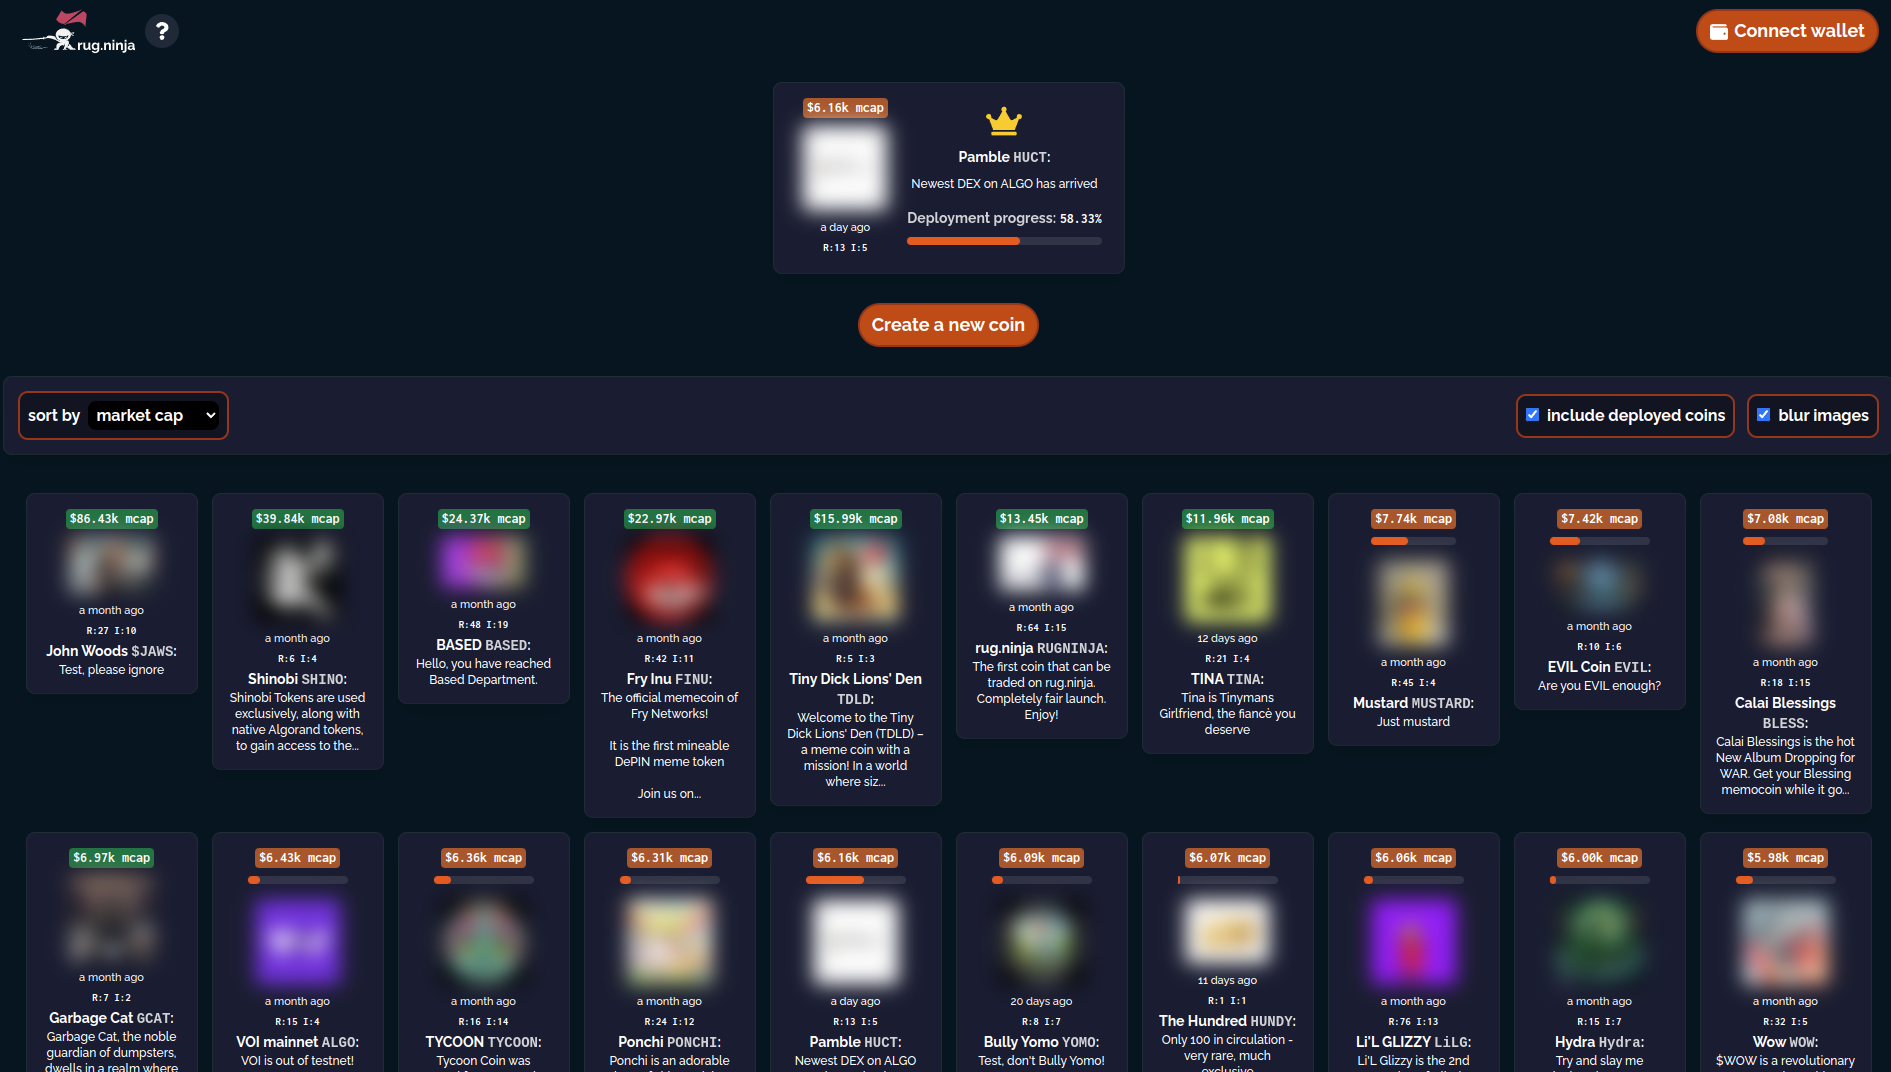 rug.ninja
?
Connect wallet
$6.16k mcap
Pamble HUCT:
Newest DEX on ALGO has arrived
Deployment progress: 58.33%
a day ago
R:13 I:5
Create a new coin
sort by market cap
include deployed coins
blur images
$86.43k mcap
a month ago
R:27 I:10
John Woods $JAWS:
Test, please ignore
$39.84k mcap
a month ago
R:6 I:4
Shinobi SHINO:
Shinobi Tokens are used
exclusively, along with
native Algorand tokens,
to gain access to the...
$24.37k mcap
a month ago
R:48 I:19
BASED BASED:
Hello, you have reached
Based Department.
$22.97k mcap
a month ago
R:42 I:11
Fry Inu FINU:
The official memecoin of
Fry Networks!
It is the first mineable
DePIN meme token
Join us on...
$15.99k mcap
a month ago
R:5 I:3
Tiny Dick Lions' Den
TDLD:
Welcome to the Tiny
Dick Lions' Den (TDLD) –
a meme coin with a
mission! In a world
where siz...
$13.45k mcap
a month ago
R:64 I:15
rug.ninja RUGNINJA:
The first coin that can be
traded on rug.ninja.
Completely fair launch.
Enjoy!
$11.96k mcap
12 days ago
R:21 I:4
TINA TINA:
Tina is Tinymans
Girlfriend, the fiancè you
deserve
$7.74k mcap
a month ago
R:45 I:4
Mustard MUSTARD:
Just mustard
$7.42k mcap
a month ago
R:10 I:6
EVIL Coin EVIL:
Are you EVIL enough?
$7.08k mcap
a month ago
R:18 I:15
Calai Blessings
BLESS:
Calai Blessings is the hot
New Album Dropping for
WAR. Get your Blessing
memocoin while it go...
$6.97k mcap
a month ago
R:7 I:2
Garbage Cat GCAT:
Garbage Cat, the noble
guardian of dumpsters,
dwells in a realm where
$6.43k mcap
a month ago
R:15 I:4
VOI mainnet ALGO:
VOI is out of testnet!
$6.36k mcap
a month ago
R:16 I:14
TYCOON TYCOON:
Tycoon Coin was
$6.31k mcap
a month ago
R:24 I:12
Ponchi PONCHI:
Ponchi is an adorable
$6.16k mcap
a day ago
R:13 I:5
Pamble HUCT:
Newest DEX on ALGO
$6.09k mcap
20 days ago
R:8 I:7
Bully Yomo YOMO:
Test, don't Bully Yomo!
$6.07k mcap
11 days ago
R:1 I:1
The Hundred HUNDY:
Only 100 in circulation -
very rare, much
exclusive
$6.06k mcap
a month ago
R:76 I:13
Li'L GLIZZY LiLG:
Li'L Glizzy is the 2nd
$6.00k mcap
a month ago
R:15 I:7
Hydra Hydra:
Try and slay me
$5.98k mcap
a month ago
R:32 I:5
Wow WOW:
$WOW is a revolutionary